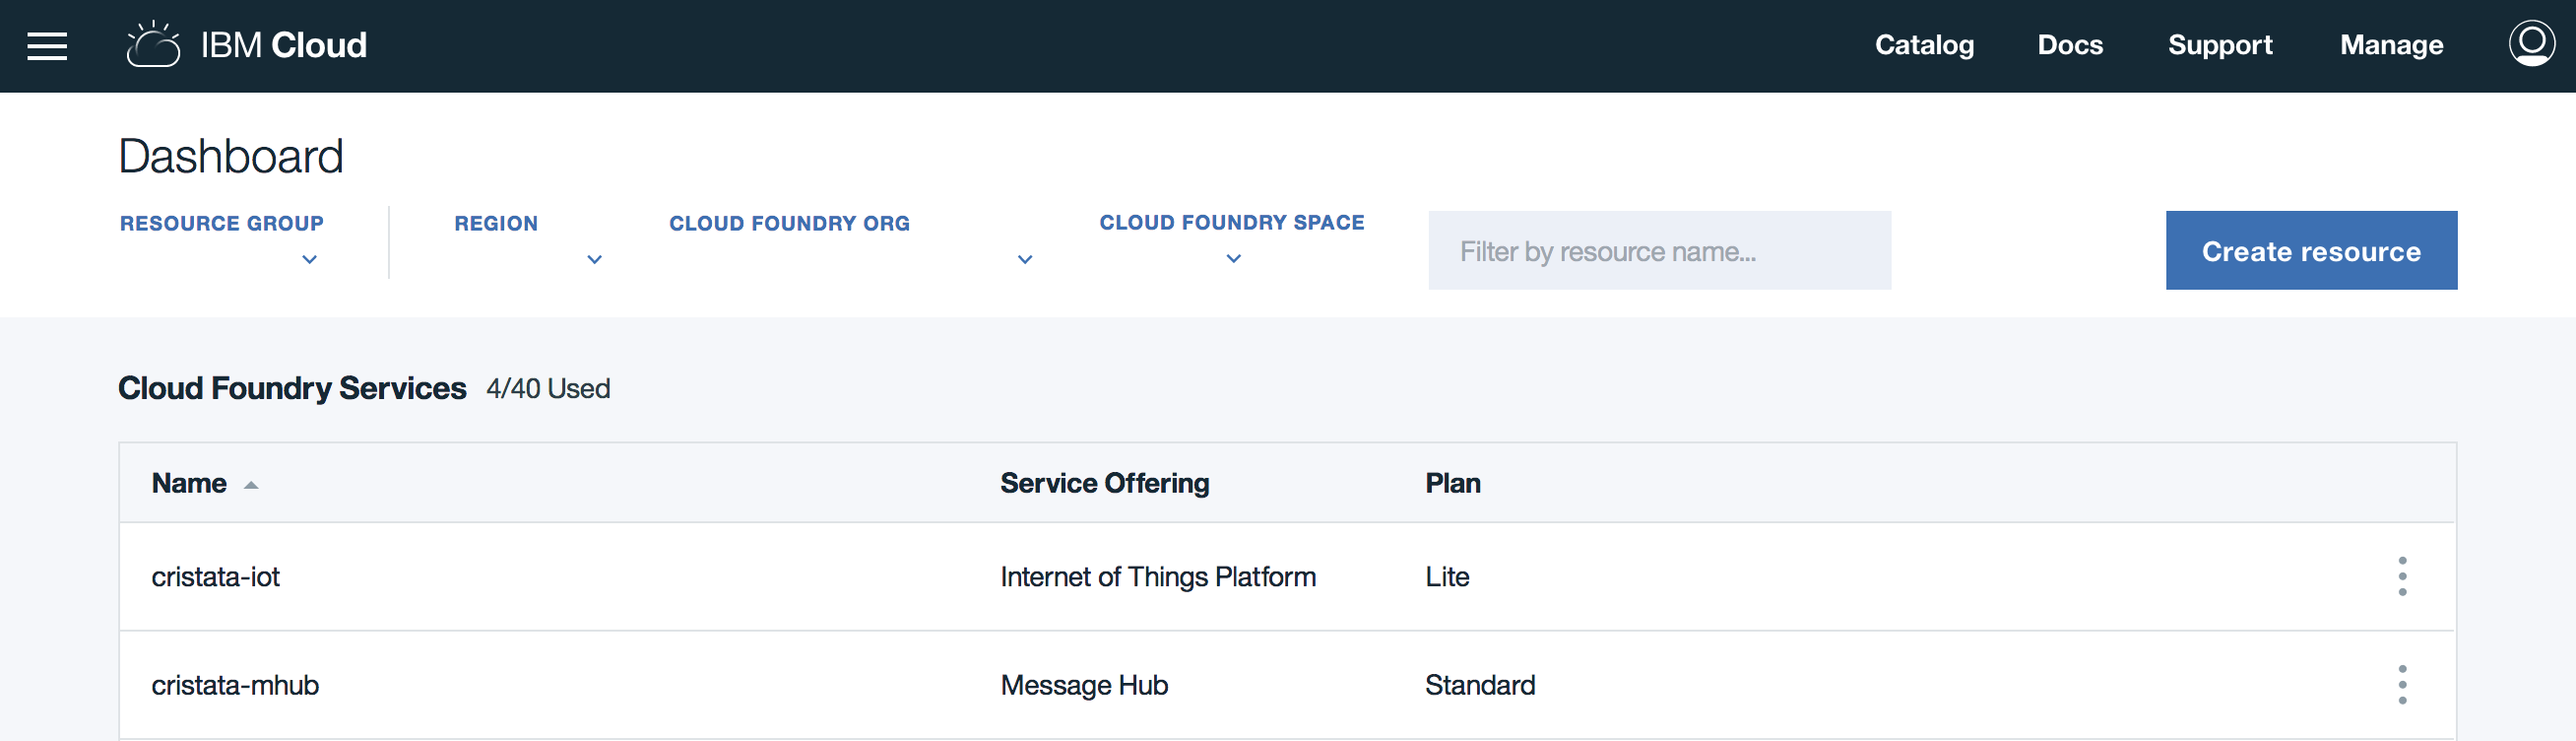 IBM Cloud
Catalog Docs Support Manage
Dashboard
RESOURCE GROUP REGION CLOUD FOUNDRY ORG CLOUD FOUNDRY SPACE
Filter by resource name...
Create resource
Cloud Foundry Services 4/40 Used
Name Service Offering Plan
cristata-iot Internet of Things Platform Lite
cristata-mhub Message Hub Standard